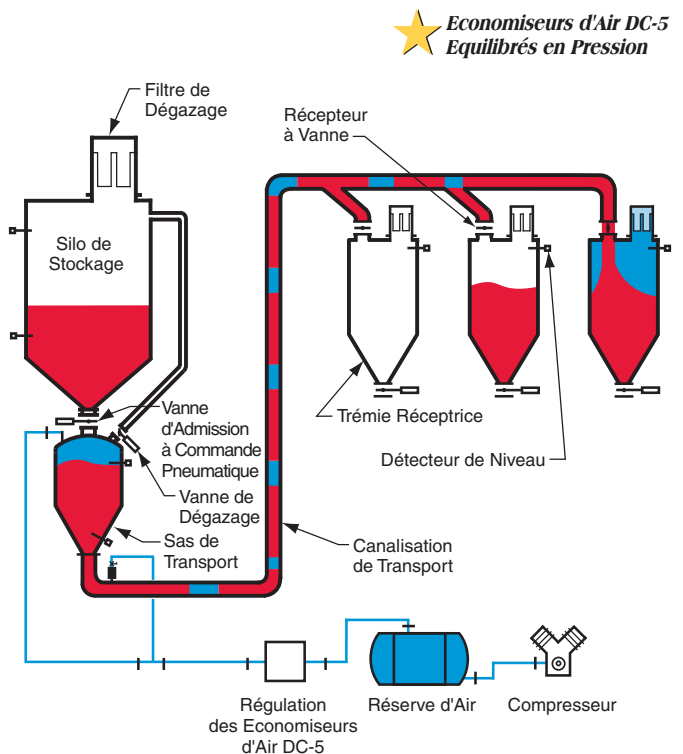 Economiseurs d'Air DC-5
Equilibrés en Pression
Filtre de
Dégazage
Récepteur
à Vanne
Silo de
Stockage
Trémie Réceptrice
Vanne
d'Admission
à Commande
Pneumatique
Détecteur de Niveau
Vanne de
Dégazage
Sas de
Transport
Canalisation
de Transport
Régulation
des Economiseurs
d'Air DC-5
Réserve d'Air
Compresseur